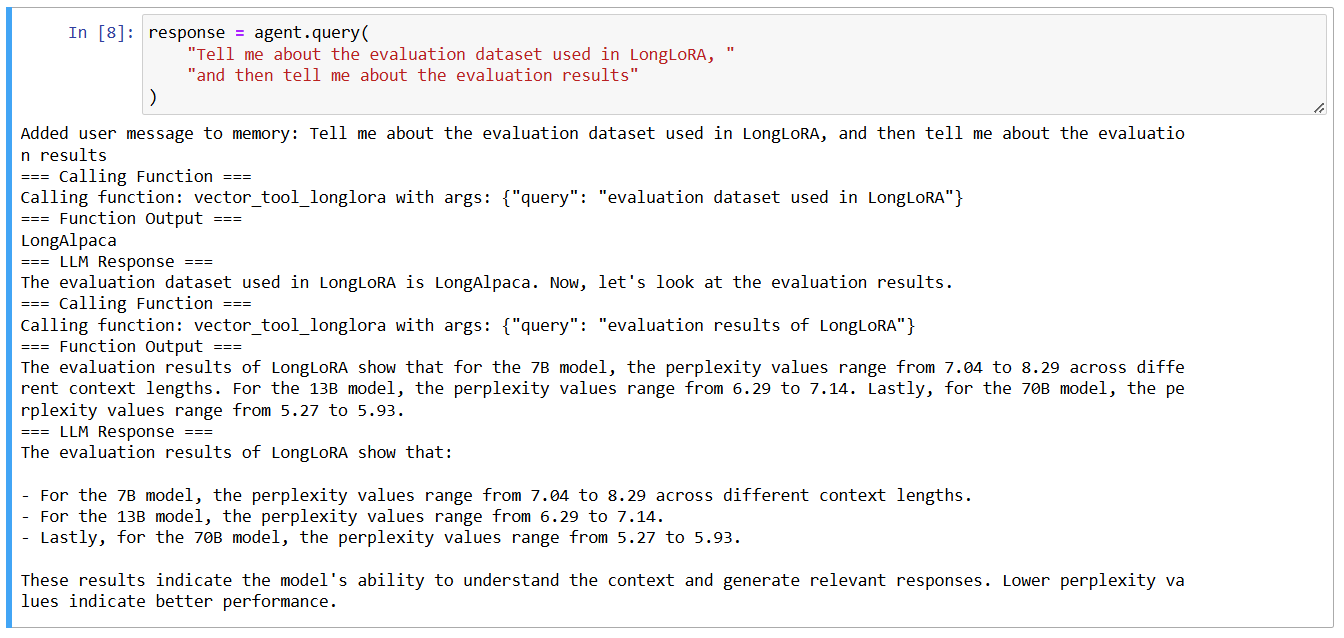 In [8]: response = agent.query(
"Tell me about the evaluation dataset used in LongLoRA, "
"and then tell me about the evaluation results"
)
Added user message to memory: Tell me about the evaluation dataset used in LongLoRA, and then tell me about the evaluatio
n results
=== Calling Function ===
Calling function: vector_tool_longlora with args: {"query": "evaluation dataset used in LongLoRA"}
=== Function Output ===
LongAlpaca
=== LLM Response ===
The evaluation dataset used in LongLoRA is LongAlpaca. Now, let's look at the evaluation results.
=== Calling Function ===
Calling function: vector_tool_longlora with args: {"query": "evaluation results of LongLoRA"}
=== Function Output ===
The evaluation results of LongLoRA show that for the 7B model, the perplexity values range from 7.04 to 8.29 across diffe
rent context lengths. For the 13B model, the perplexity values range from 6.29 to 7.14. Lastly, for the 70B model, the pe
rplexity values range from 5.27 to 5.93.
=== LLM Response ===
The evaluation results of LongLoRA show that:
- For the 7B model, the perplexity values range from 7.04 to 8.29 across different context lengths.
- For the 13B model, the perplexity values range from 6.29 to 7.14.
- Lastly, for the 70B model, the perplexity values range from 5.27 to 5.93.
These results indicate the model's ability to understand the context and generate relevant responses. Lower perplexity va
lues indicate better performance.